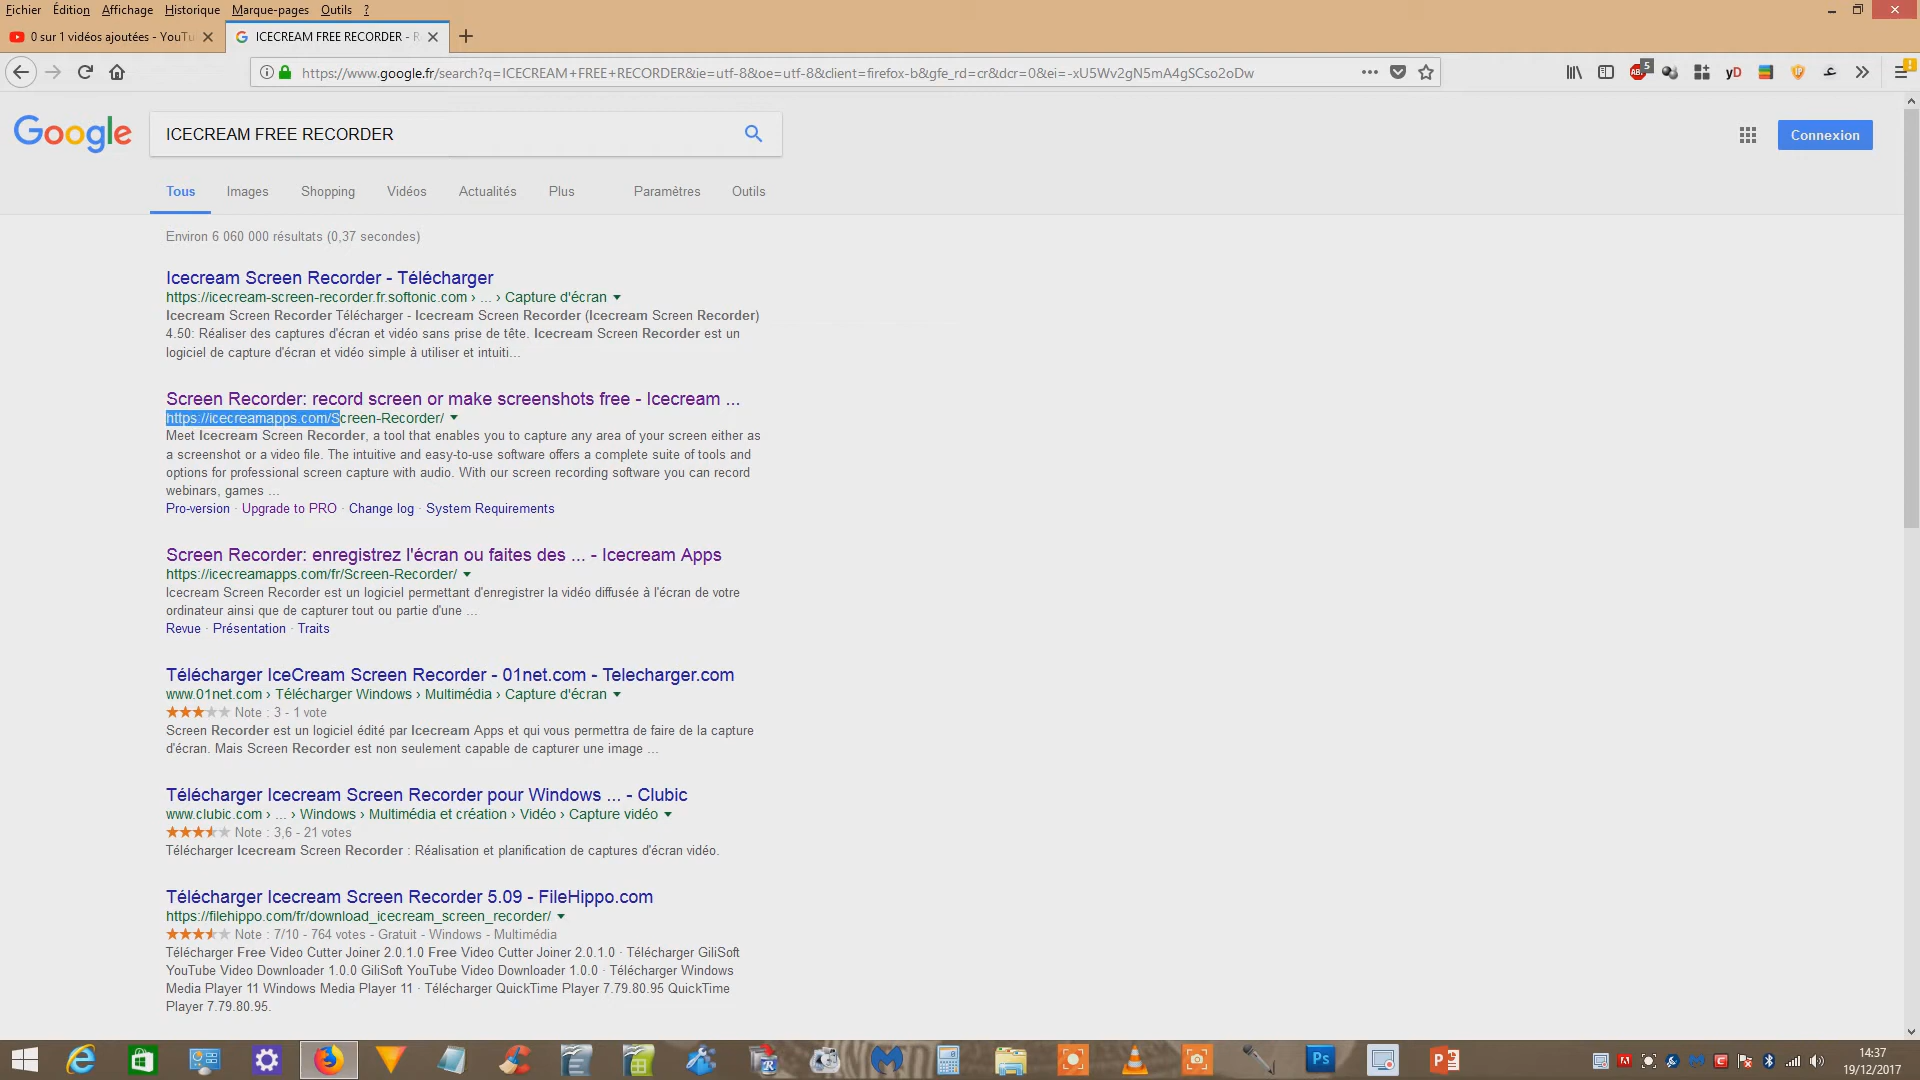 Fichier Édition Affichage Historique Marque-pages Outils ?
0 sur 1 vidéos ajoutées - YouTu
ICECREAM FREE RECORDER - R
https://www.google.fr/search?q=ICECREAM+FREE+RECORDER&ie=utf-8&oe=utf-8&client=firefox-b&gfe_rd=cr&dcr=0&ei=-xU5Wv2gN5mA4gSCso2oDw
5
yD
Google
ICECREAM FREE RECORDER
Connexion
Tous Images Shopping Vidéos Actualités Plus Paramètres Outils
Environ 6 060 000 résultats (0,37 secondes)
Icecream Screen Recorder - Télécharger
https://icecream-screen-recorder.fr.softonic.com › ... › Capture d'écran
Icecream Screen Recorder Télécharger - Icecream Screen Recorder (Icecream Screen Recorder)
4.50: Réaliser des captures d'écran et vidéo sans prise de tête. Icecream Screen Recorder est un
logiciel de capture d'écran et vidéo simple à utiliser et intuiti...
Screen Recorder: record screen or make screenshots free - Icecream ...
https://icecreamapps.com/Screen-Recorder/
Meet Icecream Screen Recorder, a tool that enables you to capture any area of your screen either as
a screenshot or a video file. The intuitive and easy-to-use software offers a complete suite of tools and
options for professional screen capture with audio. With our screen recording software you can record
webinars, games ...
Pro-version · Upgrade to PRO · Change log · System Requirements
Screen Recorder: enregistrez l'écran ou faites des ... - Icecream Apps
https://icecreamapps.com/fr/Screen-Recorder/
Icecream Screen Recorder est un logiciel permettant d'enregistrer la vidéo diffusée à l'écran de votre
ordinateur ainsi que de capturer tout ou partie d'une ...
Revue · Présentation · Traits
Télécharger IceCream Screen Recorder - 01net.com - Telecharger.com
www.01net.com › Télécharger Windows › Multimédia › Capture d'écran
Note : 3 - 1 vote
Screen Recorder est un logiciel édité par Icecream Apps et qui vous permettra de faire de la capture
d'écran. Mais Screen Recorder est non seulement capable de capturer une image ...
Télécharger Icecream Screen Recorder pour Windows ... - Clubic
www.clubic.com › ... › Windows › Multimédia et création › Vidéo › Capture vidéo
Note : 3,6 - 21 votes
Télécharger Icecream Screen Recorder : Réalisation et planification de captures d'écran vidéo.
Télécharger Icecream Screen Recorder 5.09 - FileHippo.com
https://filehippo.com/fr/download_icecream_screen_recorder/
Note : 7/10 - 764 votes - Gratuit - Windows - Multimédia
Télécharger Free Video Cutter Joiner 2.0.1.0 Free Video Cutter Joiner 2.0.1.0 · Télécharger GiliSoft
YouTube Video Downloader 1.0.0 GiliSoft YouTube Video Downloader 1.0.0 · Télécharger Windows
Media Player 11 Windows Media Player 11 · Télécharger QuickTime Player 7.79.80.95 QuickTime
Player 7.79.80.95.
Ps
14:37
19/12/2017